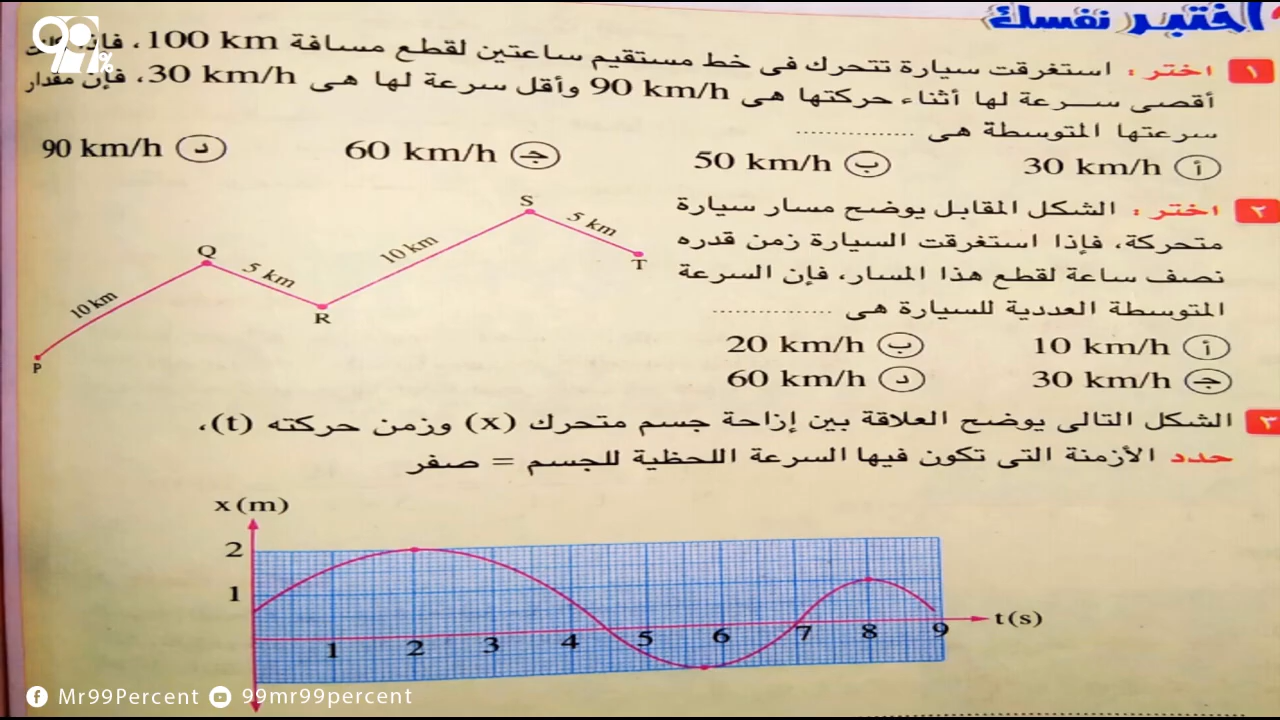 اختبر نفسك
99%
١ اختر : استغرقت سيارة تتحرك فى خط مستقيم ساعتين لقطع مسافة 100 km، فإذا كانت
أقصى سرعة لها أثناء حركتها هى 90 km/h وأقل سرعة لها هى 30 km/h، فإن مقدار
سرعتها المتوسطة هى ...............
أ 30 km/h ب 50 km/h جـ 60 km/h د 90 km/h
٢ اختر : الشكل المقابل يوضح مسار سيارة
متحركة، فإذا استغرقت السيارة زمن قدره
نصف ساعة لقطع هذا المسار، فإن السرعة
المتوسطة العددية للسيارة هى ...............
أ 10 km/h ب 20 km/h
جـ 30 km/h د 60 km/h
P 10 km Q 5 km R 10 km S 5 km T
٣ الشكل التالى يوضح العلاقة بين إزاحة جسم متحرك (x) وزمن حركته (t)،
حدد الأزمنة التى تكون فيها السرعة اللحظية للجسم = صفر
x (m)
2
1
1 2 3 4 5 6 7 8 9 t (s)
Mr99Percent 99mr99percent